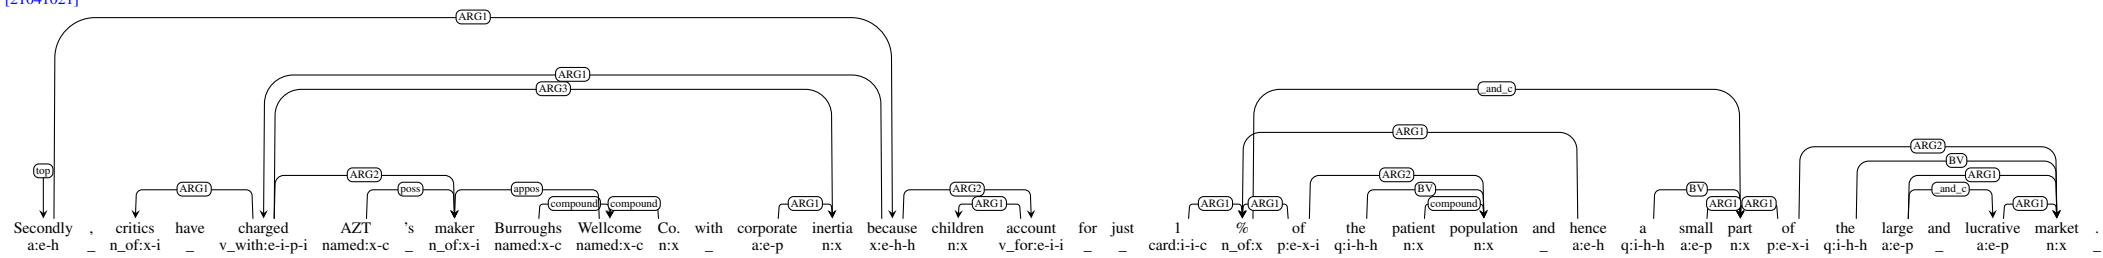 [21041021]
ARG1
ARG1
ARG3
_and_c
ARG1
ARG2
BV
top
ARG2
ARG2
ARG1
ARG1
poss
appos
ARG2
BV
BV
_and_c
compound
compound
ARG1
ARG1
ARG1
ARG1
compound
ARG1
ARG1
ARG1
Secondly , critics have charged AZT 's maker Burroughs Wellcome Co. with corporate inertia because children account for just 1 % of the patient population and hence a small part of the large and lucrative market .
a:e-h _ n_of:x-i _ v_with:e-i-p-i named:x-c _ n_of:x-i named:x-c named:x-c n:x _ a:e-p n:x x:e-h-h n:x v_for:e-i-i _ _ card:i-i-c n_of:x p:e-x-i q:i-h-h n:x n:x _ a:e-h q:i-h-h a:e-p n:x p:e-x-i q:i-h-h a:e-p _ a:e-p n:x _